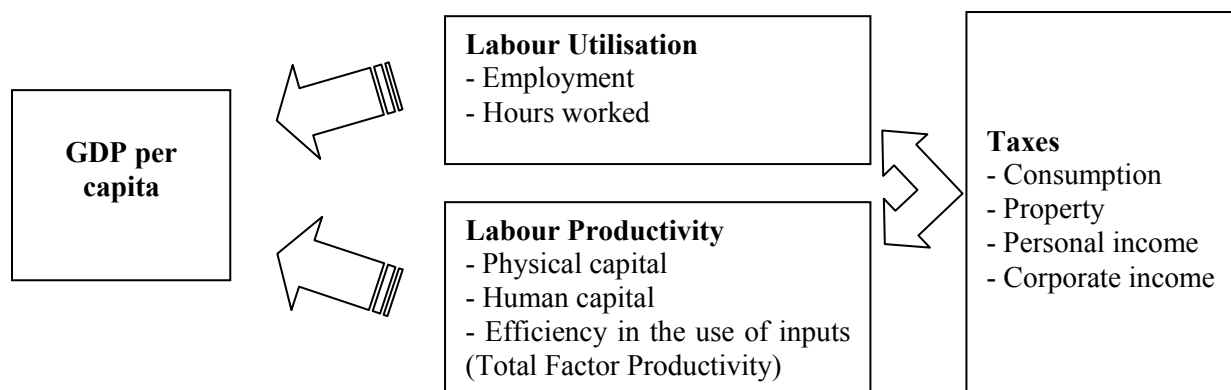 GDP per
capita
Labour Utilisation
- Employment
- Hours worked
Labour Productivity
- Physical capital
- Human capital
- Efficiency in the use of inputs
(Total Factor Productivity)
Taxes
- Consumption
- Property
- Personal income
- Corporate income